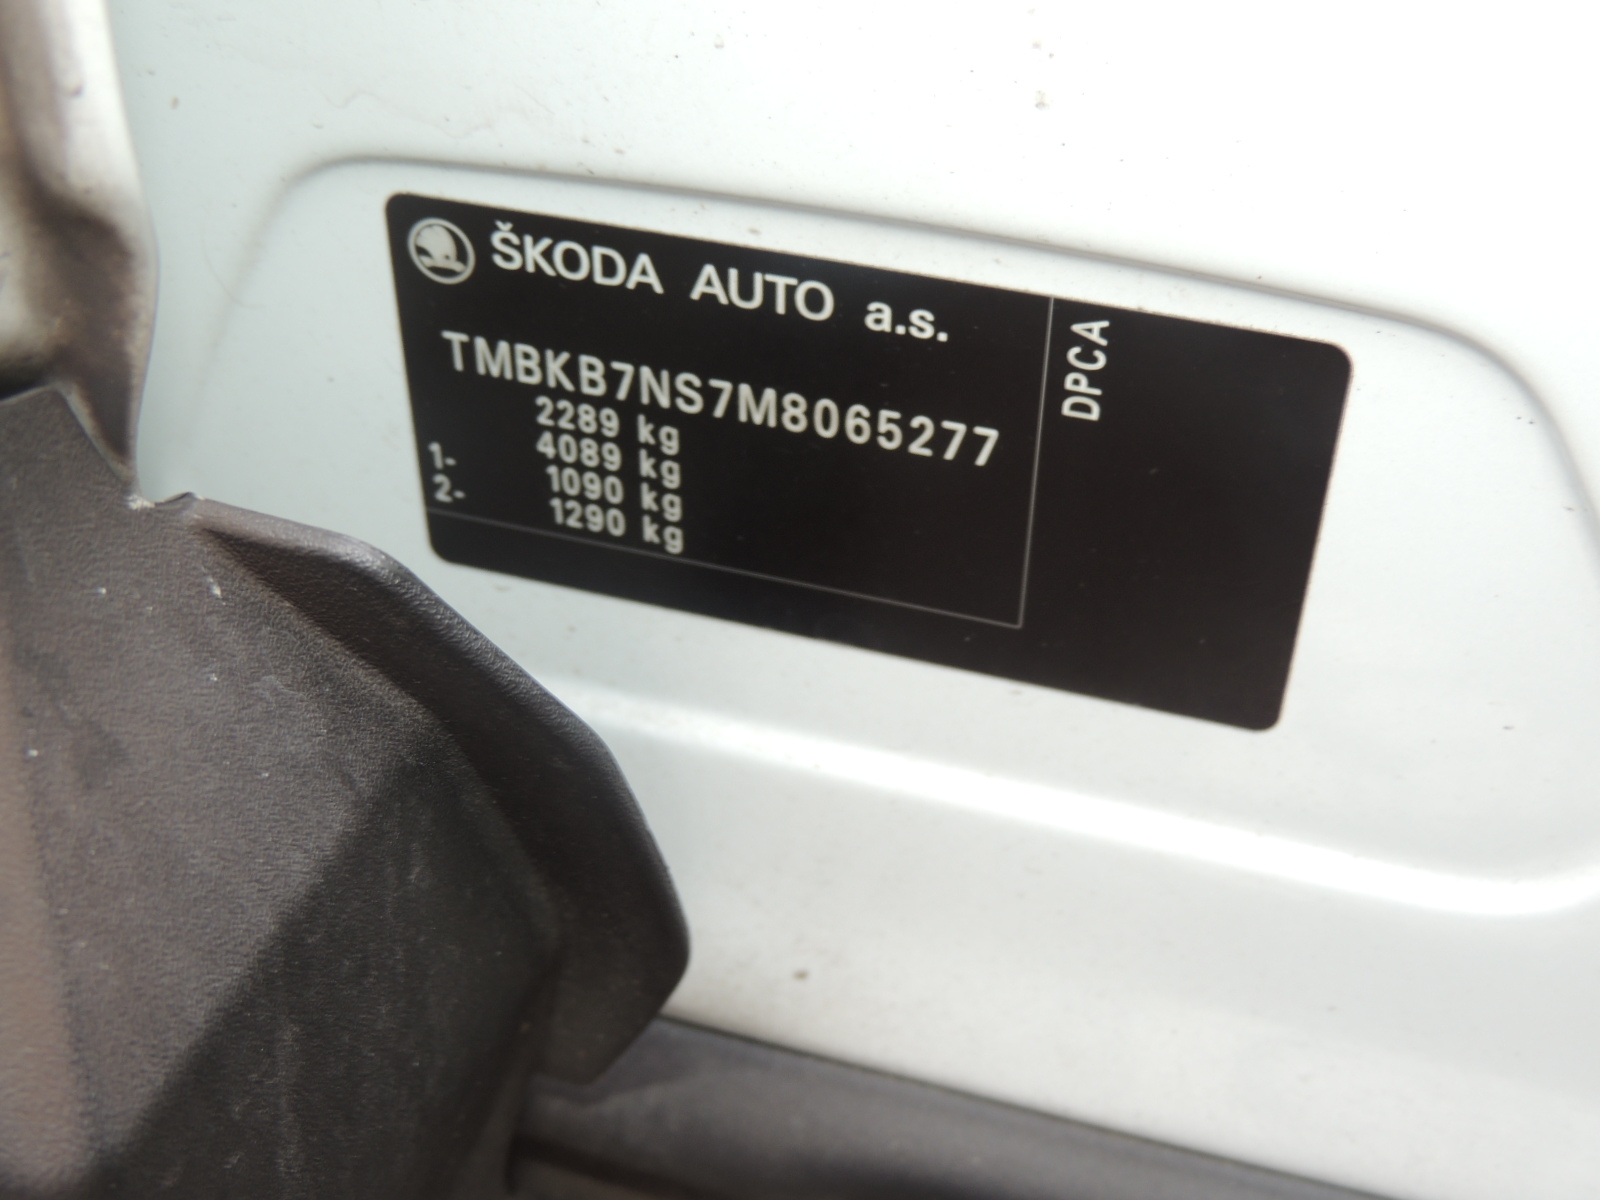 ŠKODA AUTO a.s.
TMBKB7NS7M8065277
2289 kg
4089 kg
1- 1090 kg
2- 1290 kg
DPCA